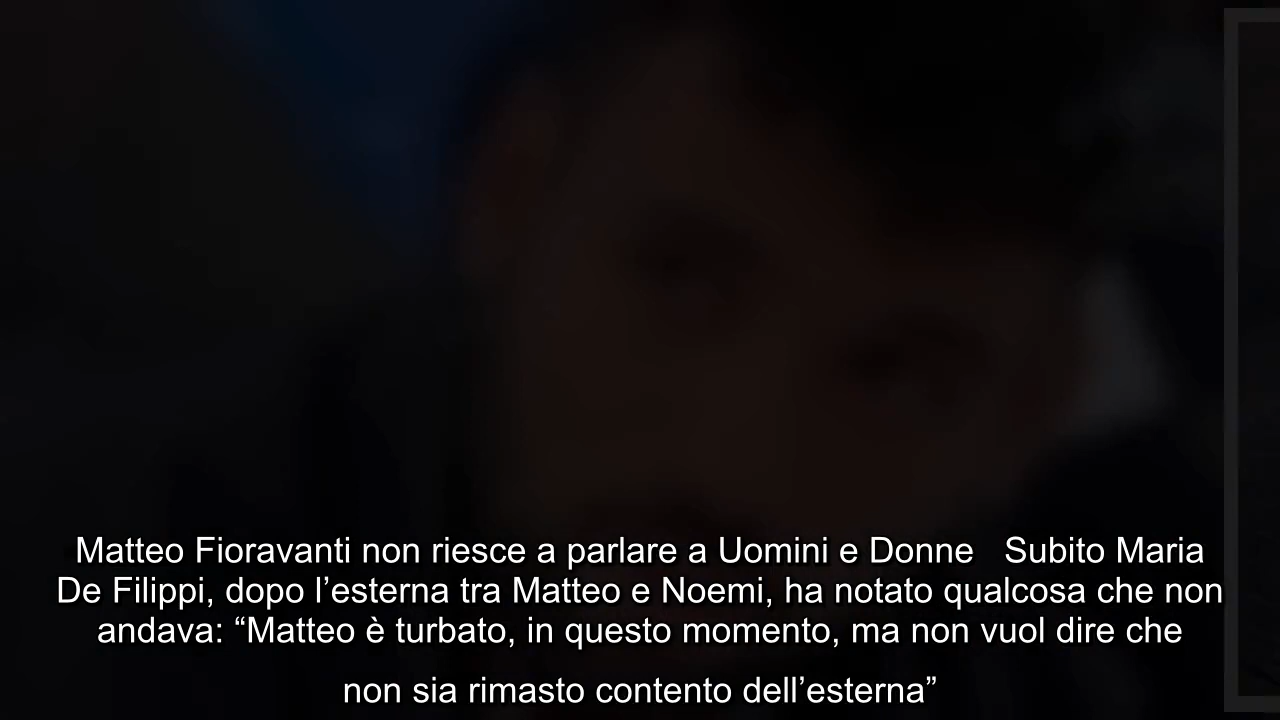 Matteo Fioravanti non riesce a parlare a Uomini e Donne   Subito Maria
De Filippi, dopo l’esterna tra Matteo e Noemi, ha notato qualcosa che non
andava: “Matteo è turbato, in questo momento, ma non vuol dire che
non sia rimasto contento dell’esterna”